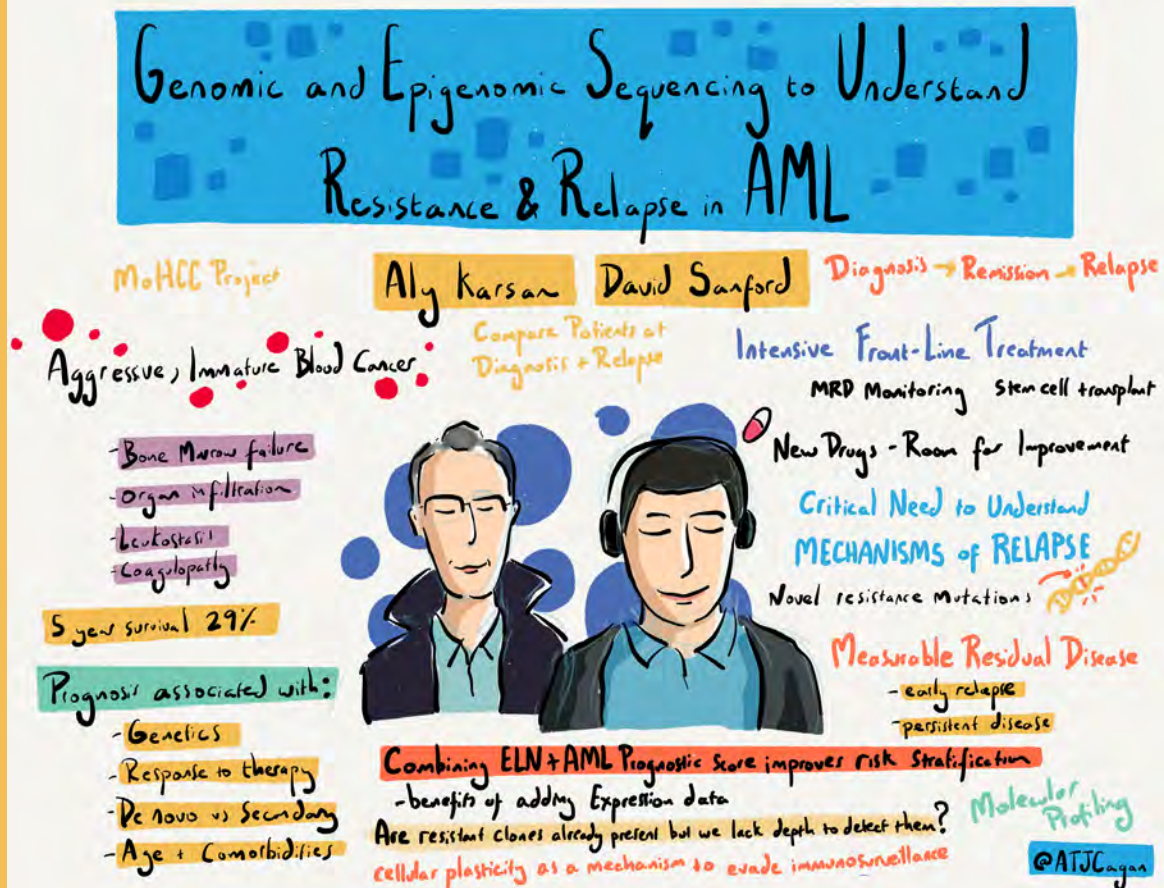 Genomic and Epigenomic Sequencing to Understand
Resistance & Relapse in AML
MoHCC Project
Aly Karsan
David Sanford
Diagnosis → Remission → Relapse
Compare Patients at
Diagnosis + Relapse
Aggressive, Immature Blood Cancer
- Bone Marrow failure
- organ infiltration
- Leukostasis
- Coagulopathy
5 year survival 29%
Prognosis associated with:
- Genetics
- Response to therapy
- De novo vs Secondary
- Age + Comorbidities
Intensive Front-Line Treatment
MRD Monitoring Stem cell transplant
New Drugs - Room for Improvement
Critical Need to Understand
MECHANISMS of RELAPSE
Novel resistance mutations
Measurable Residual Disease
- early relapse
- persistent disease
Combining ELN + AML Prognostic Score improves risk Stratification
- benefits of adding Expression data
Are resistant clones already present but we lack depth to detect them?
cellular plasticity as a mechanism to evade immunosurveillance
Molecular
Profiling
@ATJCagan